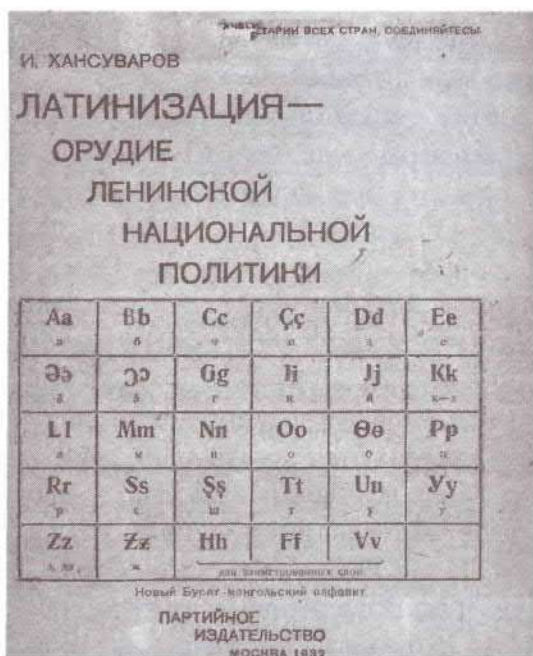 ПРОЛЕТАРИИ ВСЕХ СТРАН, СОЕДИНЯЙТЕСЬ!
И. ХАНСУВАРОВ
ЛАТИНИЗАЦИЯ—
ОРУДИЕ
ЛЕНИНСКОЙ
НАЦИОНАЛЬНОЙ
ПОЛИТИКИ
Aa Bb Cc Çç Dd Ee
а б ч ц д е
Әә Ɔɔ Gg Ii Jj Kk
г и й к—х
Ll Mm Nn Oo Өө Pp
л м н о п
Rr Ss Şş Tt Uu Yy
р с ш т у
Zz Ƶƶ Hh Ff Vv
ж
для заимствованных слов
Новый Бурят-монгольский алфавит
ПАРТИЙНОЕ
ИЗДАТЕЛЬСТВО
МОСКВА 1932